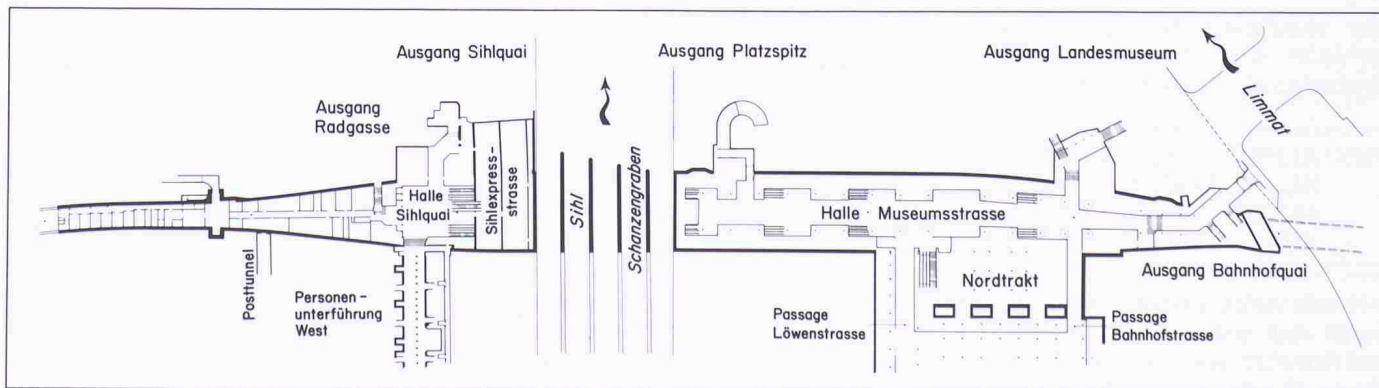 Ausgang Sihlquai
Ausgang Platzspitz
Ausgang Landesmuseum
Limmat
Ausgang
Radgasse
Halle
Sihlquai
Sihlexpress-
strasse
Sihl
Schanzengraben
Halle Museumsstrasse
Posttunnel
Personen-
unterführung
West
Nordtrakt
Ausgang Bahnhofquai
Passage
Löwenstrasse
Passage
Bahnhofstrasse